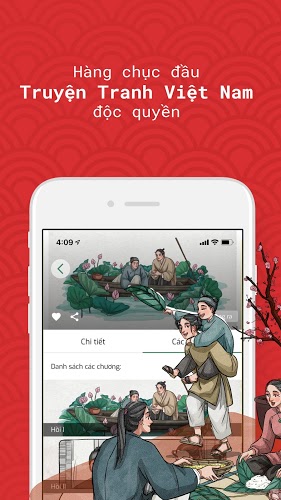 Hàng chục đầu
Truyện Tranh Việt Nam
độc quyền
4:09
Chi tiết
Các
Danh sách các chương:
Hồi I
Hồi II